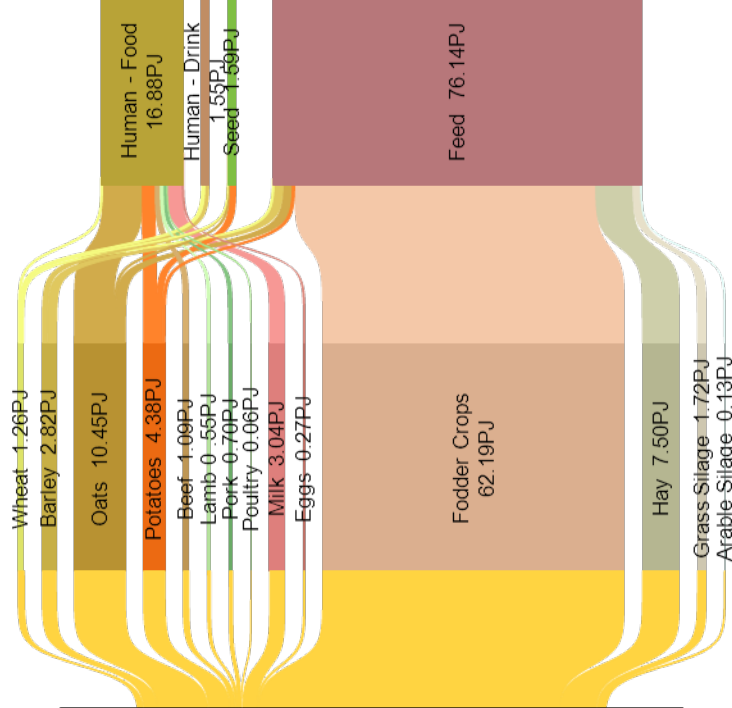 Human - Food
16.88PJ
Human - Drink
1.55PJ
Seed 1.59PJ
Feed 76.14PJ
Wheat 1.26PJ
Barley 2.82PJ
Oats 10.45PJ
Potatoes 4.38PJ
Beef 1.09PJ
Lamb 0 .55PJ
Pork 0.70PJ
Poultry 0.06PJ
Milk 3.04PJ
Eggs 0.27PJ
Fodder Crops
62.19PJ
Hay 7.50PJ
Grass Silage 1.72PJ
Arable Silage 0.13PJ